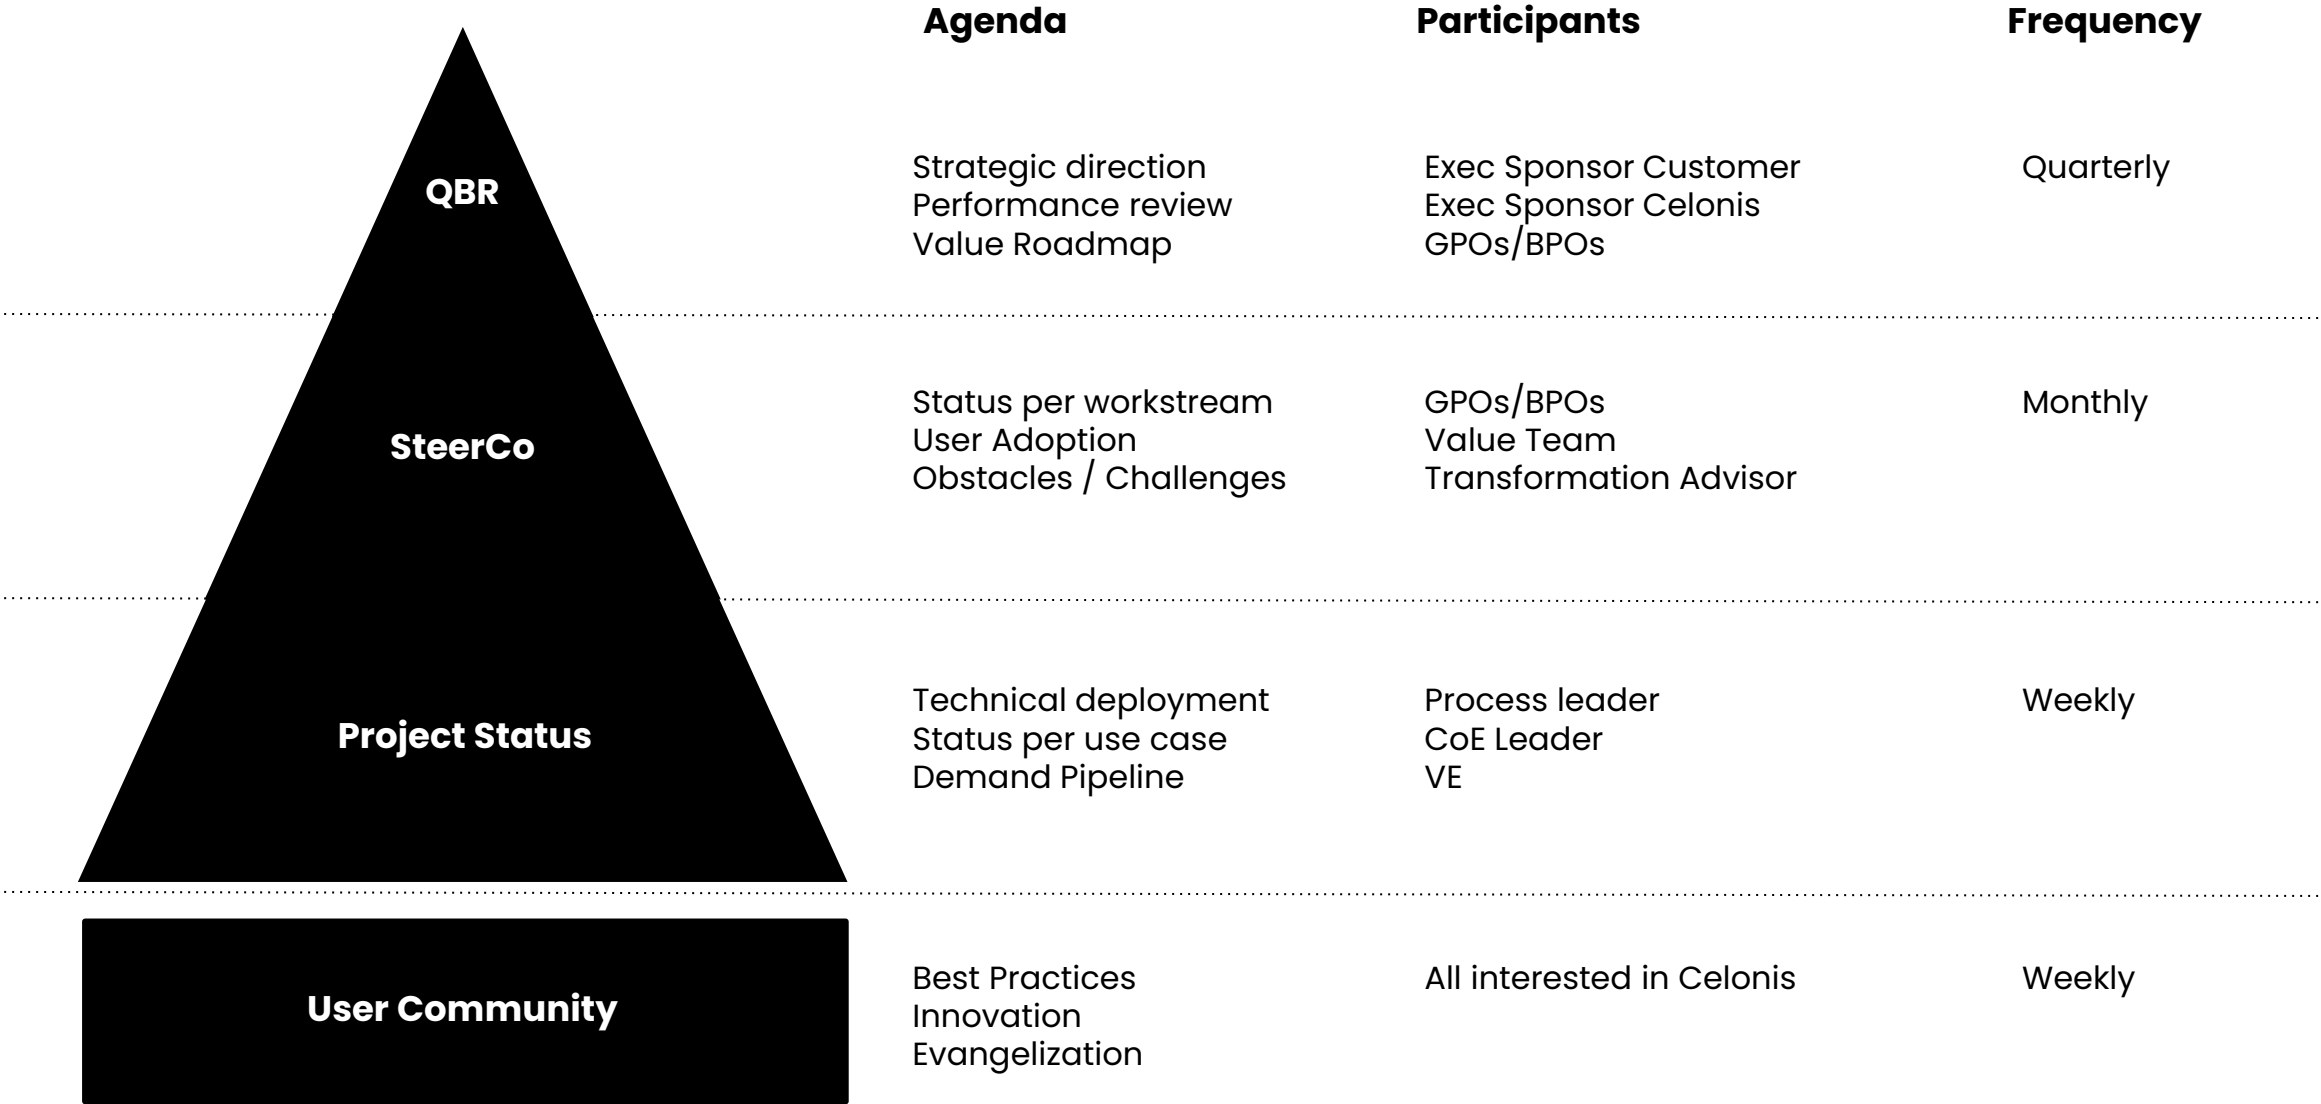 Agenda Participants Frequency
QBR
Strategic direction
Performance review
Value Roadmap
Exec Sponsor Customer
Exec Sponsor Celonis
GPOs/BPOs
Quarterly
SteerCo
Status per workstream
User Adoption
Obstacles / Challenges
GPOs/BPOs
Value Team
Transformation Advisor
Monthly
Project Status
Technical deployment
Status per use case
Demand Pipeline
Process leader
CoE Leader
VE
Weekly
User Community
Best Practices
Innovation
Evangelization
All interested in Celonis
Weekly